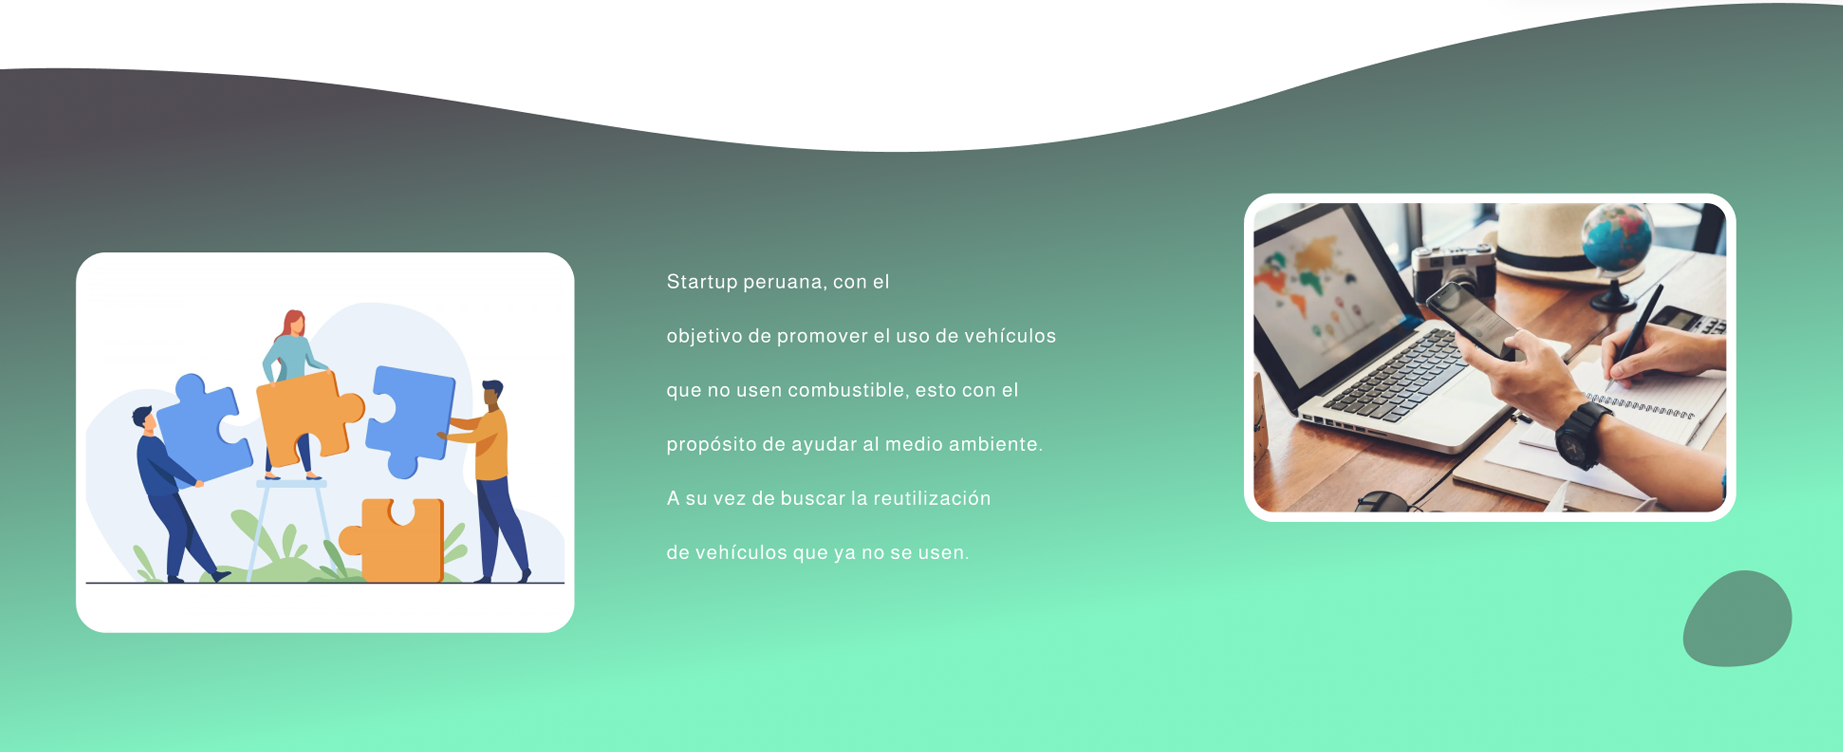 Startup peruana, con el
objetivo de promover el uso de vehículos
que no usen combustible, esto con el
propósito de ayudar al medio ambiente.
A su vez de buscar la reutilización
de vehículos que ya no se usen.